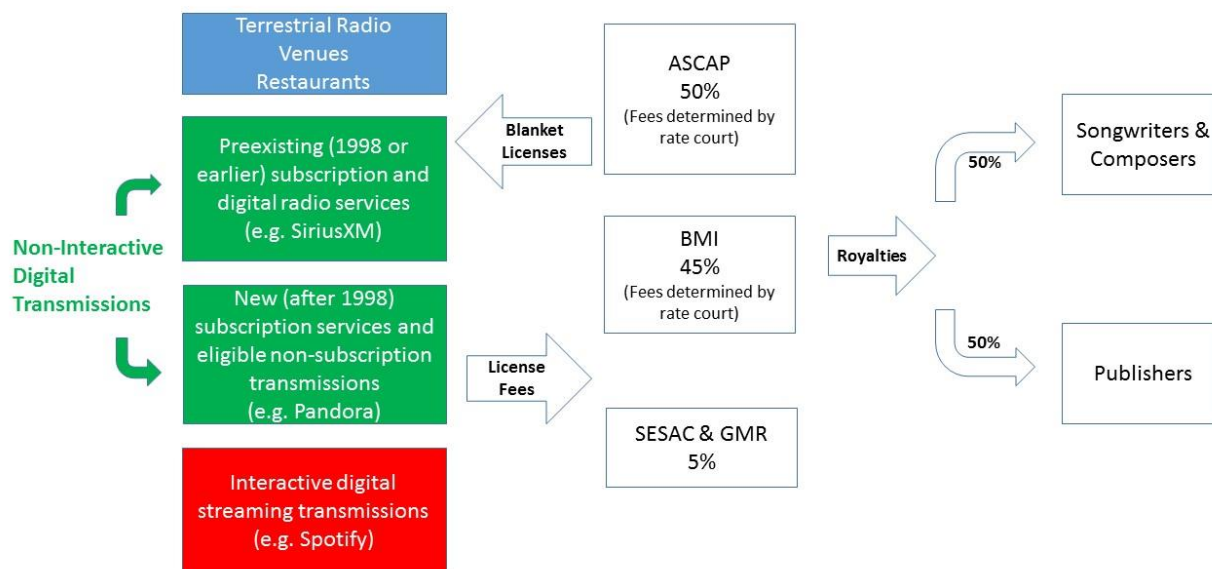 Terrestrial Radio
Venues
Restaurants
Preexisting (1998 or
earlier) subscription and
digital radio services
(e.g. SiriusXM)
Non-Interactive
Digital
Transmissions
New (after 1998)
subscription services and
eligible non-subscription
transmissions
(e.g. Pandora)
Interactive digital
streaming transmissions
(e.g. Spotify)
Blanket
Licenses
License
Fees
ASCAP
50%
(Fees determined by
rate court)
BMI
45%
(Fees determined by
rate court)
SESAC & GMR
5%
Royalties
50%
Songwriters &
Composers
50%
Publishers